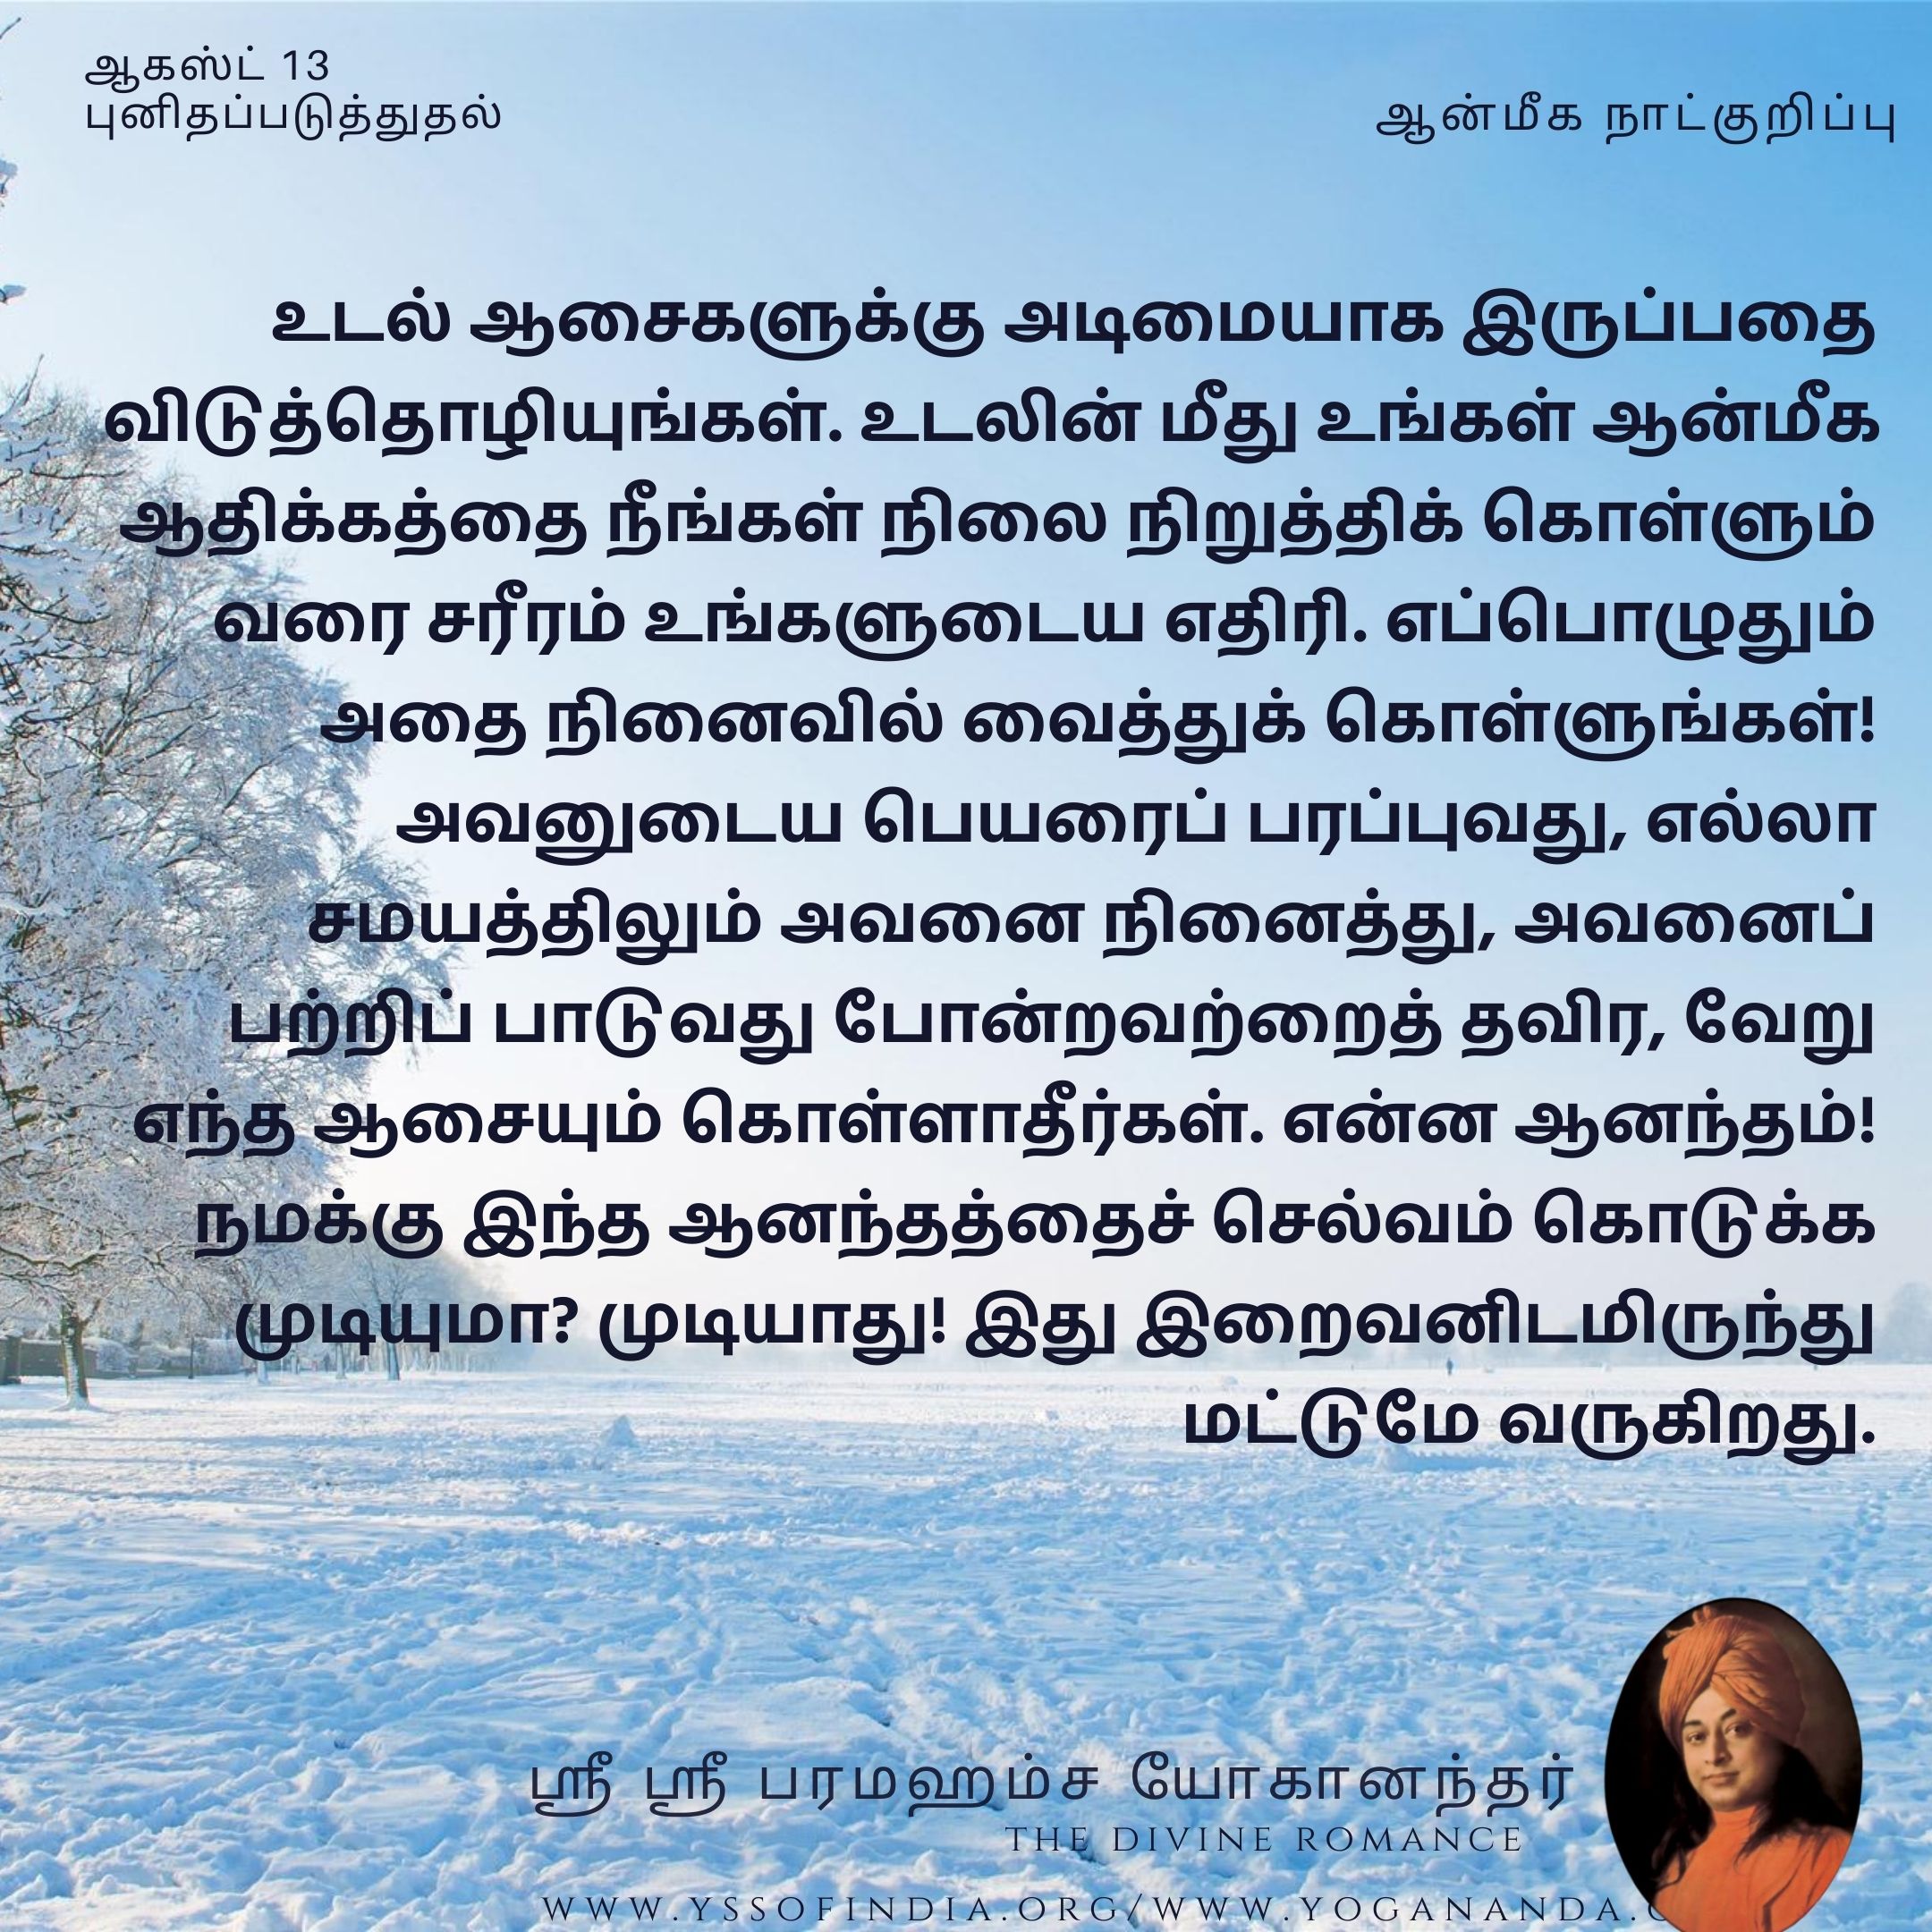 ஆகஸ்ட் 13
புனிதப்படுத்துதல்
ஆன்மீக நாட்குறிப்பு
உடல் ஆசைகளுக்கு அடிமையாக இருப்பதை
விடுத்தொழியுங்கள். உடலின் மீது உங்கள் ஆன்மீக
ஆதிக்கத்தை நீங்கள் நிலை நிறுத்திக் கொள்ளும்
வரை சரீரம் உங்களுடைய எதிரி. எப்பொழுதும்
அதை நினைவில் வைத்துக் கொள்ளுங்கள்!
அவனுடைய பெயரைப் பரப்புவது, எல்லா
சமயத்திலும் அவனை நினைத்து, அவனைப்
பற்றிப் பாடுவது போன்றவற்றைத் தவிர, வேறு
எந்த ஆசையும் கொள்ளாதீர்கள். என்ன ஆனந்தம்!
நமக்கு இந்த ஆனந்தத்தைச் செல்வம் கொடுக்க
முடியுமா? முடியாது! இது இறைவனிடமிருந்து
மட்டுமே வருகிறது.
ஸ்ரீ ஸ்ரீ பரமஹம்ச யோகானந்தர்
THE DIVINE ROMANCE
WWW.YSSOFINDIA.ORG/WWW.YOGANANDA.